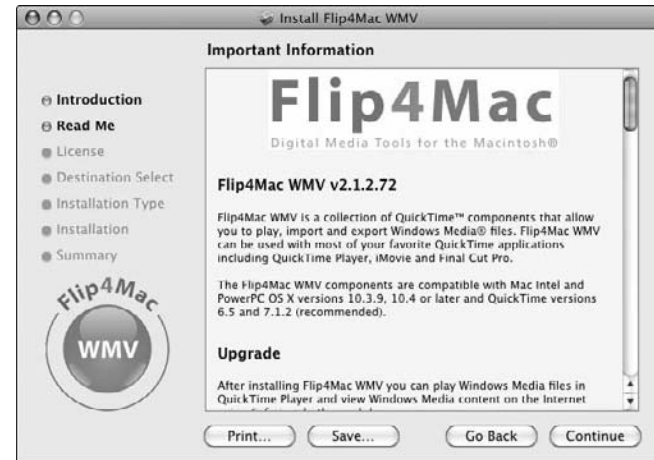 Install Flip4Mac WMV
Important Information
Introduction
Read Me
License
Destination Select
Installation Type
Installation
Summary
Flip4Mac
WMV
Flip4Mac
Digital Media Tools for the Macintosh®
Flip4Mac WMV v2.1.2.72
Flip4Mac WMV is a collection of QuickTime™ components that allow
you to play, import and export Windows Media® files. Flip4Mac WMV
can be used with most of your favorite QuickTime applications
including QuickTime Player, iMovie and Final Cut Pro.
The Flip4Mac WMV components are compatible with Mac Intel and
PowerPC OS X versions 10.3.9, 10.4 or later and QuickTime versions
6.5 and 7.1.2 (recommended).
Upgrade
After installing Flip4Mac WMV you can play Windows Media files in
QuickTime Player and view Windows Media content on the Internet
Print...
Save...
Go Back
Continue